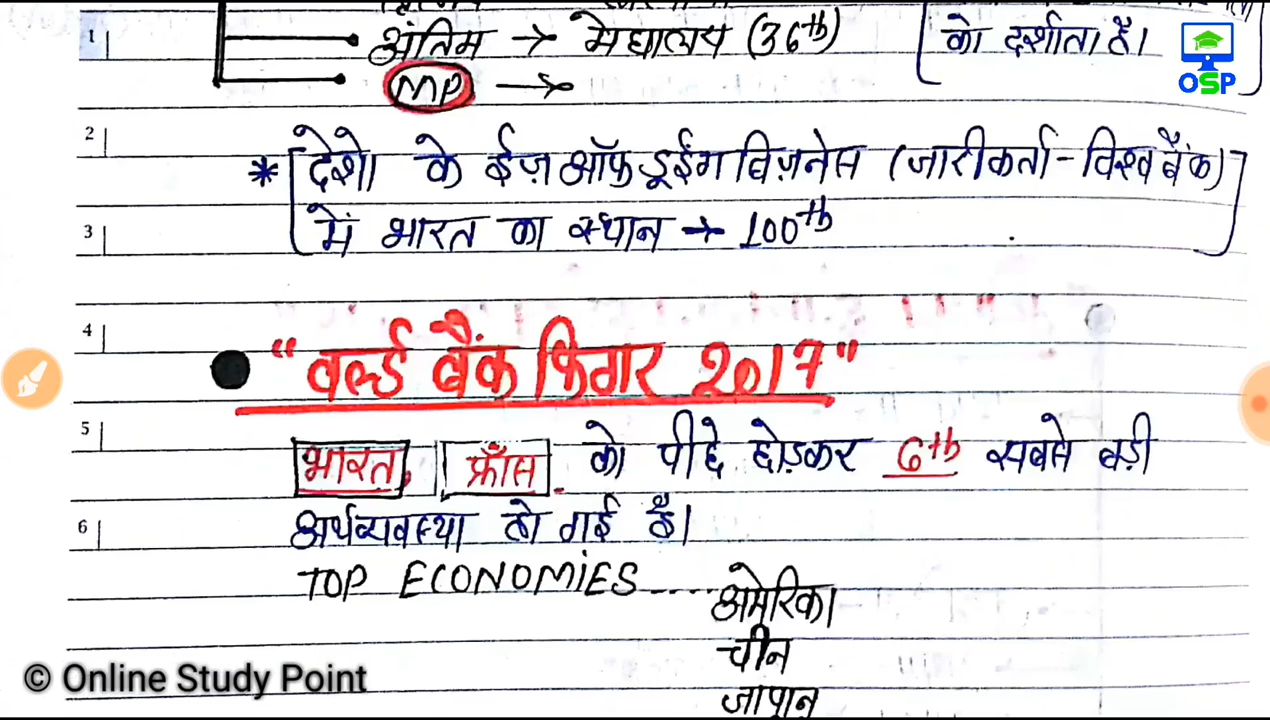 1
अंतिम → मेघालय (36th)
को दर्शाता है।
MP →
OSP
2
* देशो के ईज़ ऑफ़ डूईंग बिज़नेस (जारीकर्ता - विश्व बैंक)
3
में भारत का स्थान → 100th
4
● "वर्ल्ड बैंक फिगर 2017"
5
भारत, फ्राँस को पीछे छोड़कर 6th सबसे बड़ी
6
अर्थव्यवस्था हो गई है।
TOP ECONOMIES ..... अमेरिका
चीन
जापान
© Online Study Point